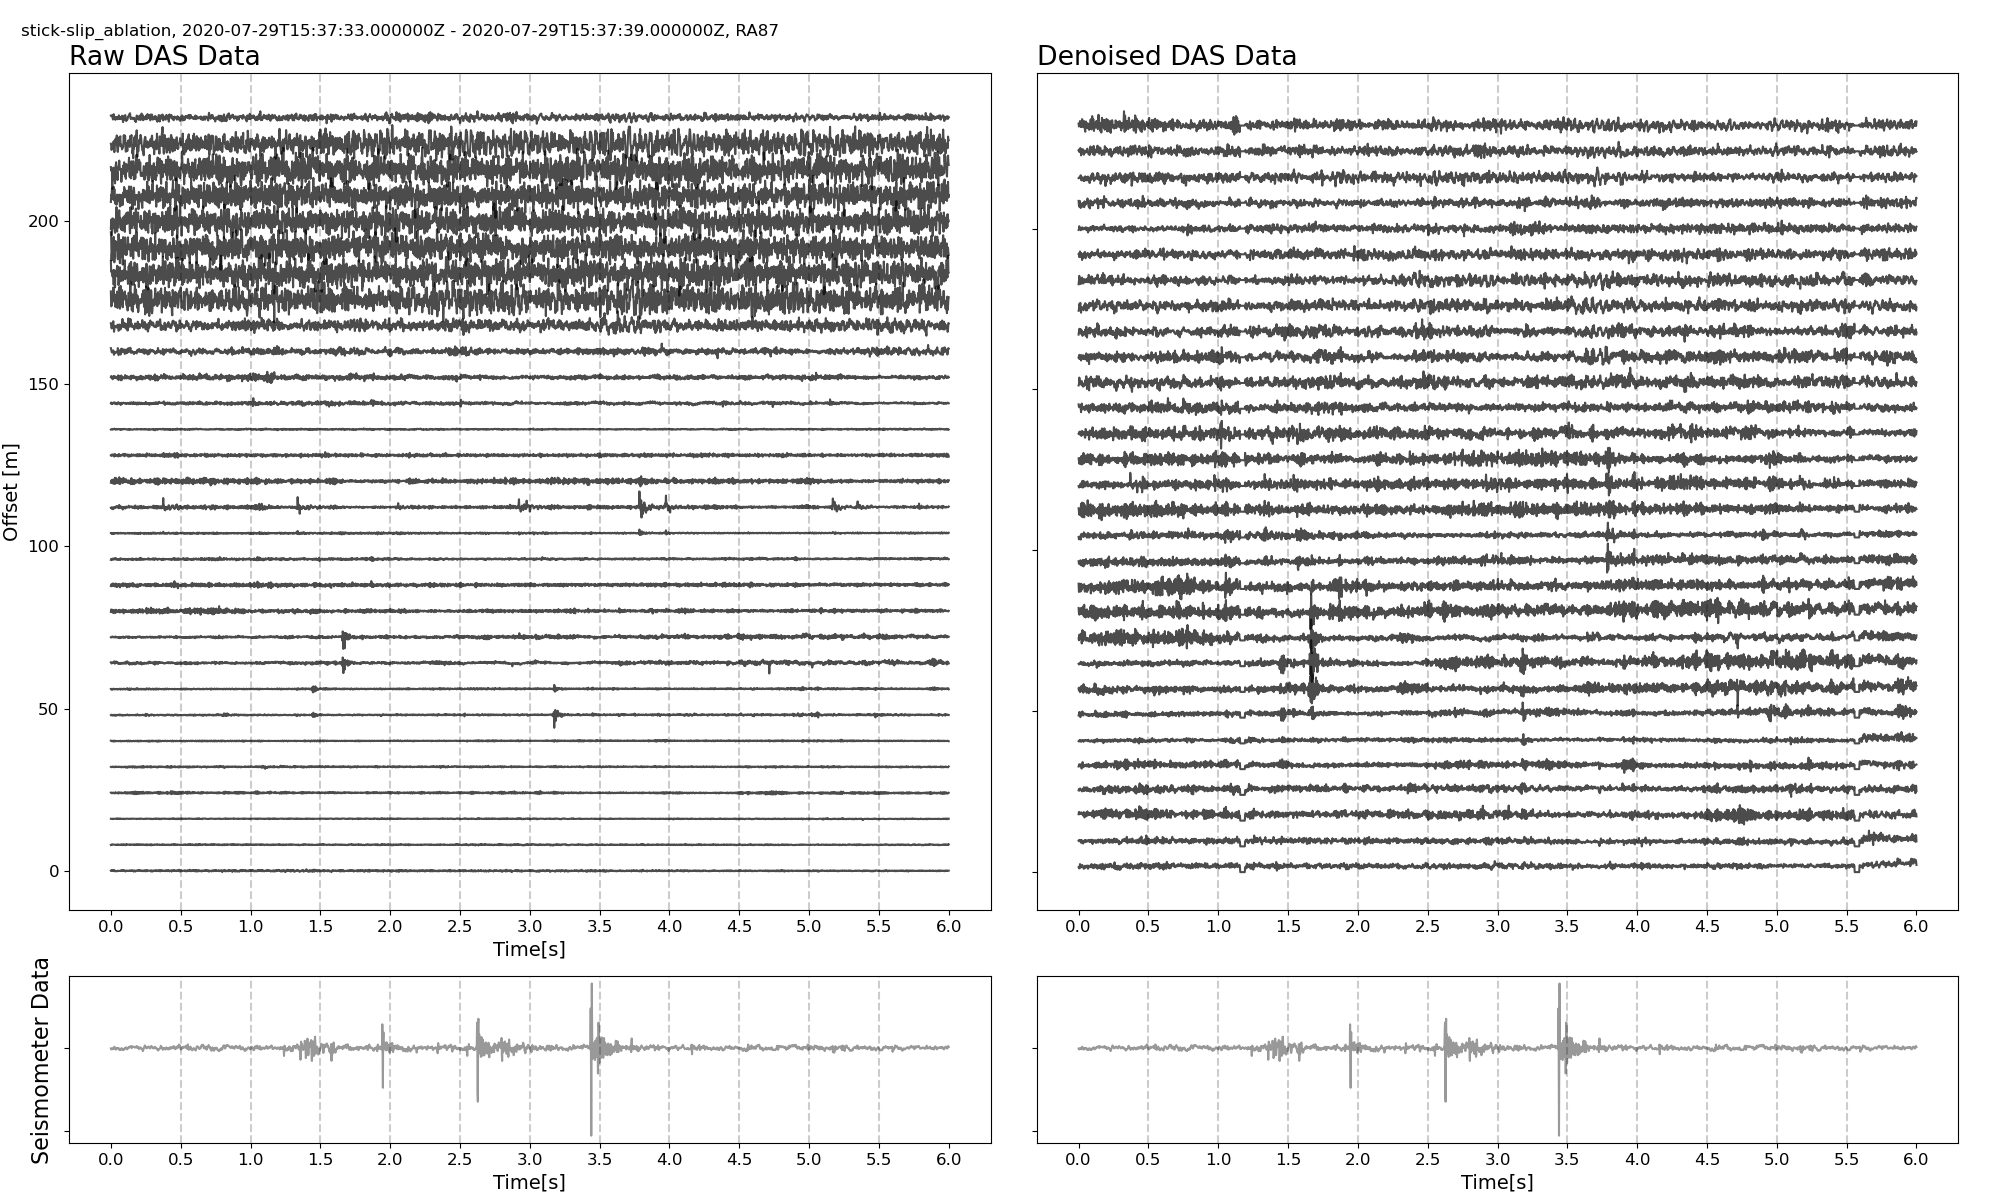 stick-slip_ablation, 2020-07-29T15:37:33.000000Z - 2020-07-29T15:37:39.000000Z, RA87
Raw DAS Data
Denoised DAS Data
Offset [m]
200
150
100
50
0
0.0 0.5 1.0 1.5 2.0 2.5 3.0 3.5 4.0 4.5 5.0 5.5 6.0
Time[s]
0.0 0.5 1.0 1.5 2.0 2.5 3.0 3.5 4.0 4.5 5.0 5.5 6.0
Seismometer Data
0.0 0.5 1.0 1.5 2.0 2.5 3.0 3.5 4.0 4.5 5.0 5.5 6.0
Time[s]
0.0 0.5 1.0 1.5 2.0 2.5 3.0 3.5 4.0 4.5 5.0 5.5 6.0
Time[s]